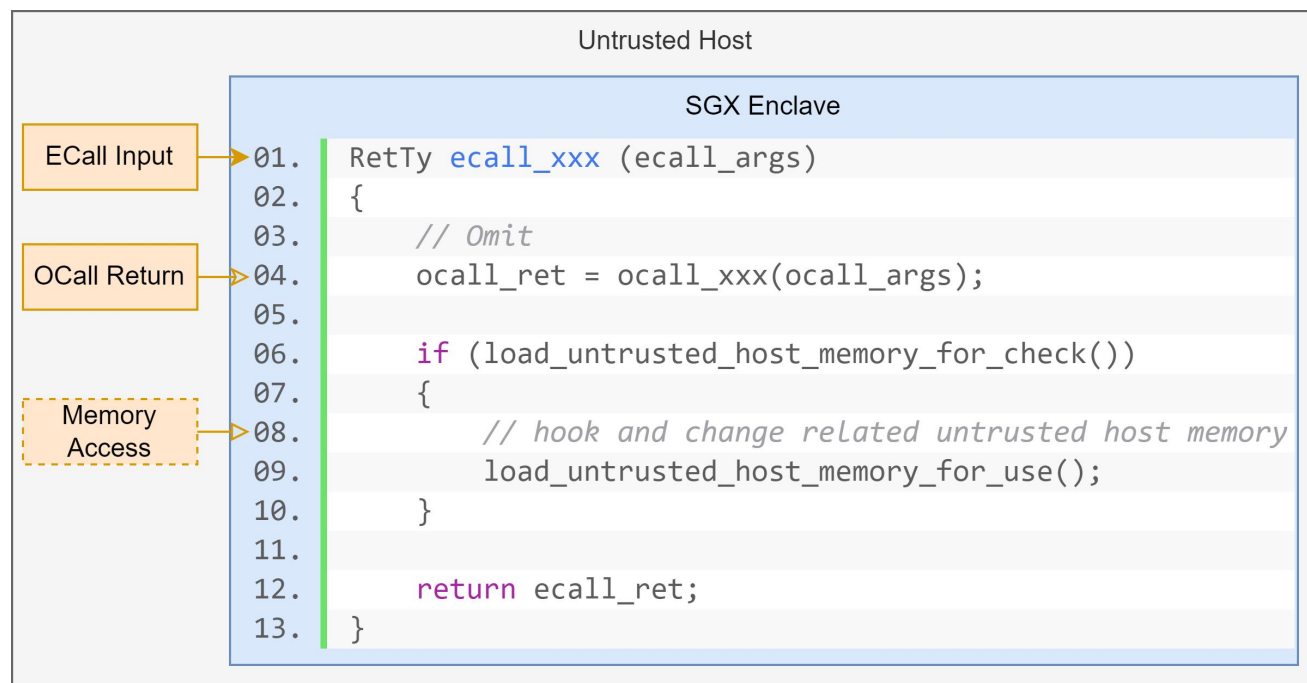 Untrusted Host
SGX Enclave
ECall Input
OCall Return
Memory
Access
01. RetTy ecall_xxx (ecall_args)
02. {
03.     // Omit
04.     ocall_ret = ocall_xxx(ocall_args);
05.
06.     if (load_untrusted_host_memory_for_check())
07.     {
08.         // hook and change related untrusted host memory
09.         load_untrusted_host_memory_for_use();
10.     }
11.
12.     return ecall_ret;
13. }